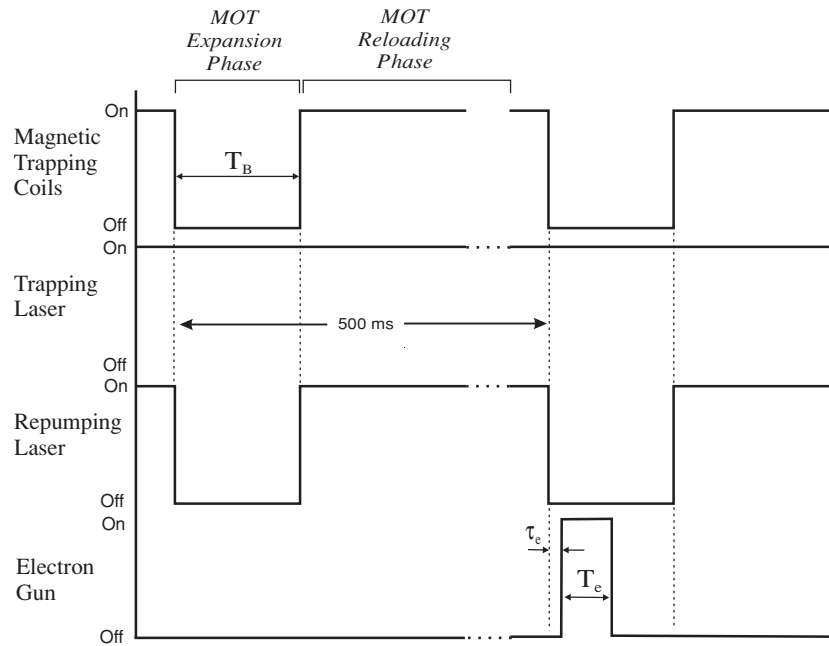 MOT
Expansion
Phase
MOT
Reloading
Phase
On
Magnetic
Trapping
Coils
T_B
Off
On
Trapping
Laser
500 ms
Off
On
Repumping
Laser
Off
On
τ_e
Electron
Gun
T_e
Off